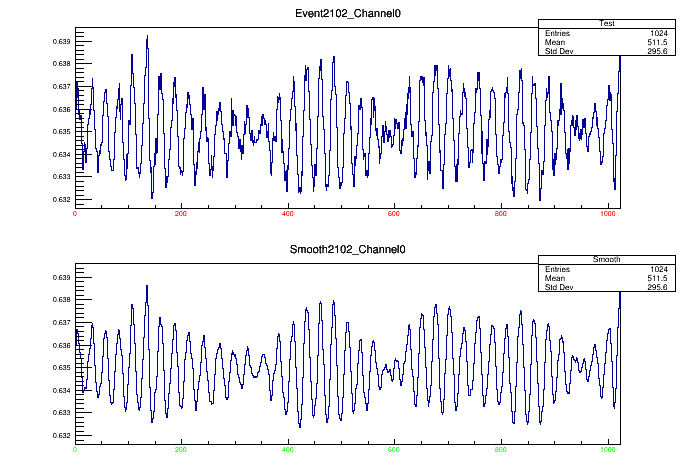 Event2102_Channel0
Test
Entries 1024
Mean 511.5
Std Dev 295.6
0.639
0.638
0.637
0.636
0.635
0.634
0.633
0.632
0 200 400 600 800 1000
Smooth2102_Channel0
Smooth
Entries 1024
Mean 511.5
Std Dev 295.6
0.639
0.638
0.637
0.636
0.635
0.634
0.633
0.632
0 200 400 600 800 1000